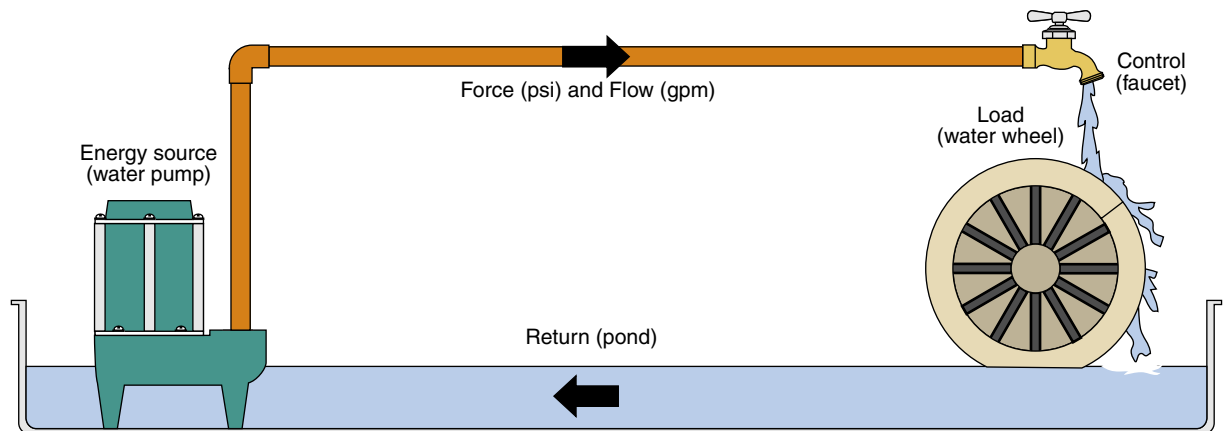 Control
(faucet)
Force (psi) and Flow (gpm)
Load
(water wheel)
Energy source
(water pump)
Return (pond)